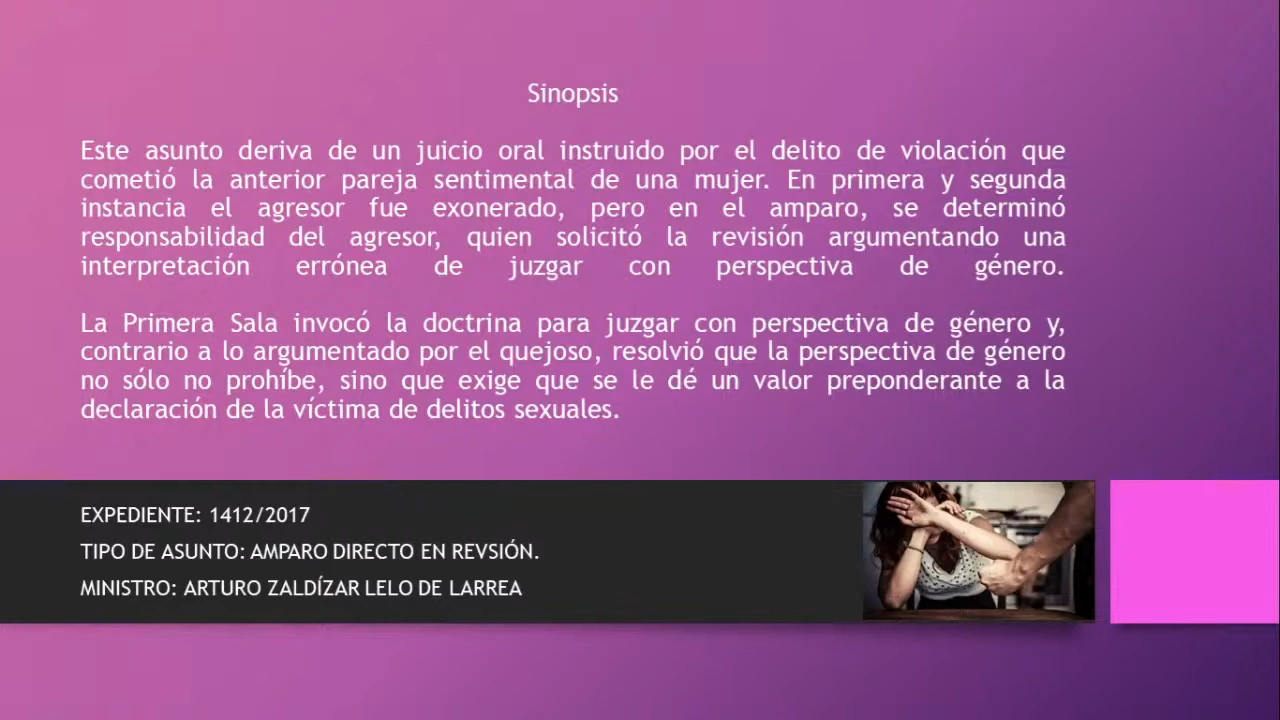 Sinopsis
Este asunto deriva de un juicio oral instruido por el delito de violación que
cometió la anterior pareja sentimental de una mujer. En primera y segunda
instancia el agresor fue exonerado, pero en el amparo, se determinó
responsabilidad del agresor, quien solicitó la revisión argumentando una
interpretación errónea de juzgar con perspectiva de género.
La Primera Sala invocó la doctrina para juzgar con perspectiva de género y,
contrario a lo argumentado por el quejoso, resolvió que la perspectiva de género
no sólo no prohíbe, sino que exige que se le dé un valor preponderante a la
declaración de la víctima de delitos sexuales.
EXPEDIENTE: 1412/2017
TIPO DE ASUNTO: AMPARO DIRECTO EN REVSIÓN.
MINISTRO: ARTURO ZALDÍZAR LELO DE LARREA